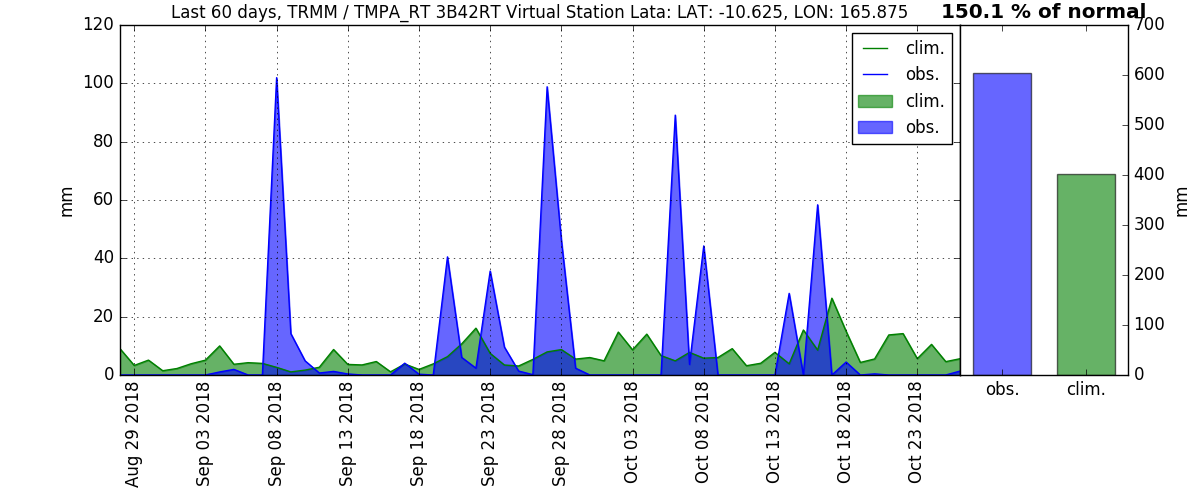 Last 60 days, TRMM / TMPA_RT 3B42RT Virtual Station Lata: LAT: -10.625, LON: 165.875
150.1 % of normal
120
100
80
60
40
20
0
mm
clim.
obs.
clim.
obs.
Aug 29 2018
Sep 03 2018
Sep 08 2018
Sep 13 2018
Sep 18 2018
Sep 23 2018
Sep 28 2018
Oct 03 2018
Oct 08 2018
Oct 13 2018
Oct 18 2018
Oct 23 2018
700
600
500
400
300
200
100
0
mm
obs.
clim.